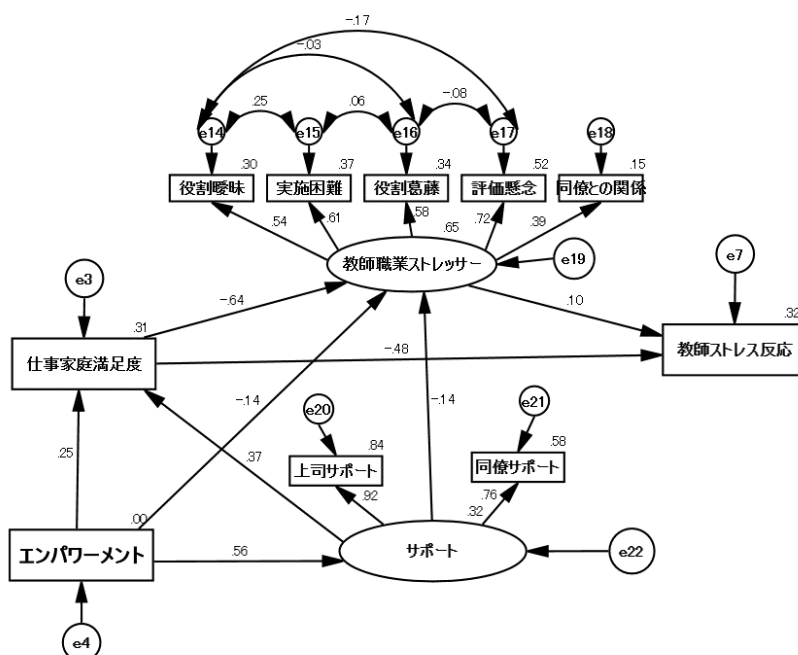 -.17
-.03
.25
.06
-.08
e14
e15
e16
e17
e18
.30
.37
.34
.52
.15
役割曖昧
実施困難
役割葛藤
評価懸念
同僚との関係
.54
.61
.58
.72
.39
.65
教師職業ストレッサー
e19
e3
e7
-.64
.10
.31
.32
仕事家庭満足度
-.48
教師ストレス反応
-.14
-.14
e20
e21
.84
.58
上司サポート
同僚サポート
.25
.37
.92
.76
.32
.00
エンパワーメント
.56
サポート
e22
e4